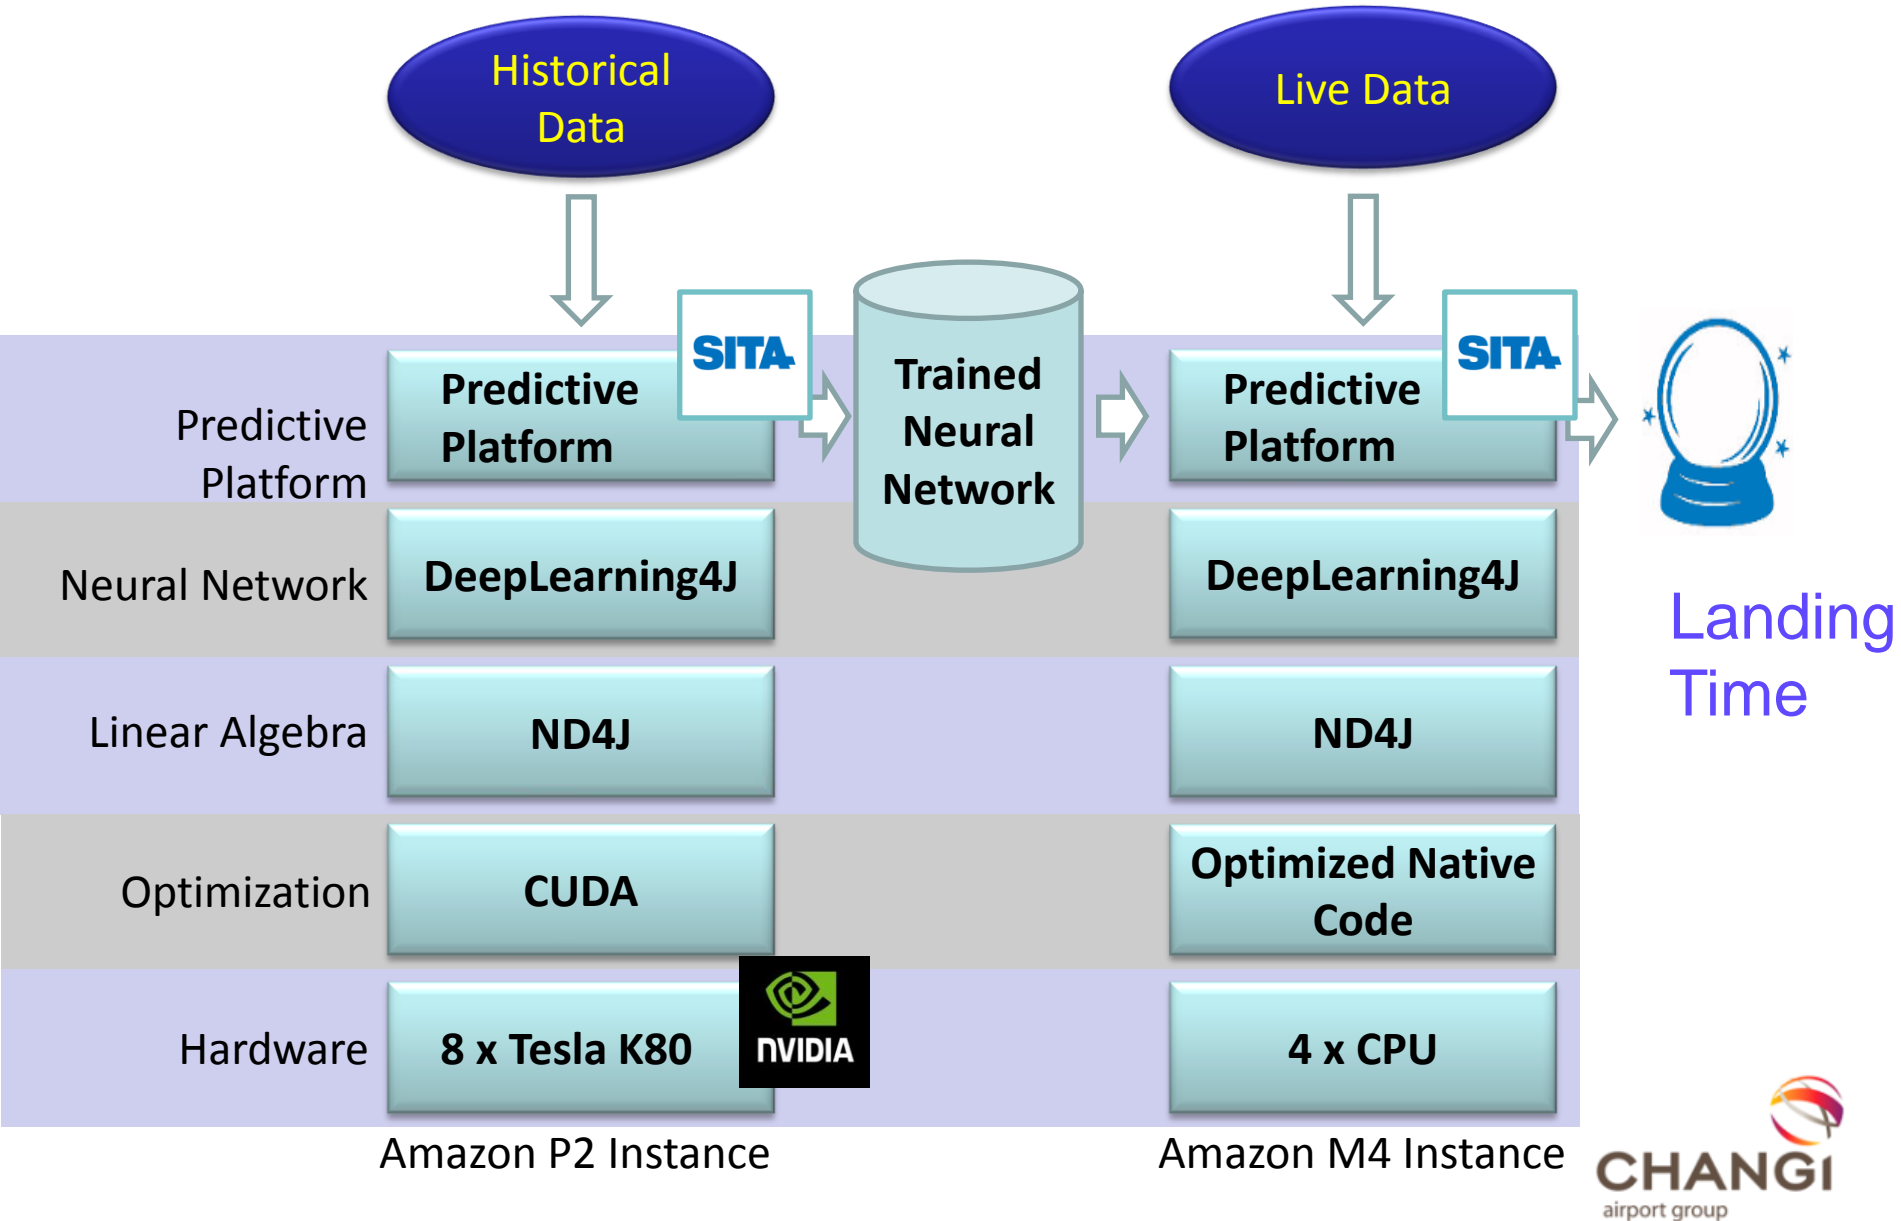 Historical
Data
Live Data
SITA
SITA
Predictive
Platform
Predictive
Platform
Trained
Neural
Network
Predictive
Platform
Neural Network
DeepLearning4J
DeepLearning4J
Landing
Time
Linear Algebra
ND4J
ND4J
Optimization
CUDA
Optimized Native
Code
Hardware
8 x Tesla K80
NVIDIA
4 x CPU
Amazon P2 Instance
Amazon M4 Instance
CHANGI
airport group